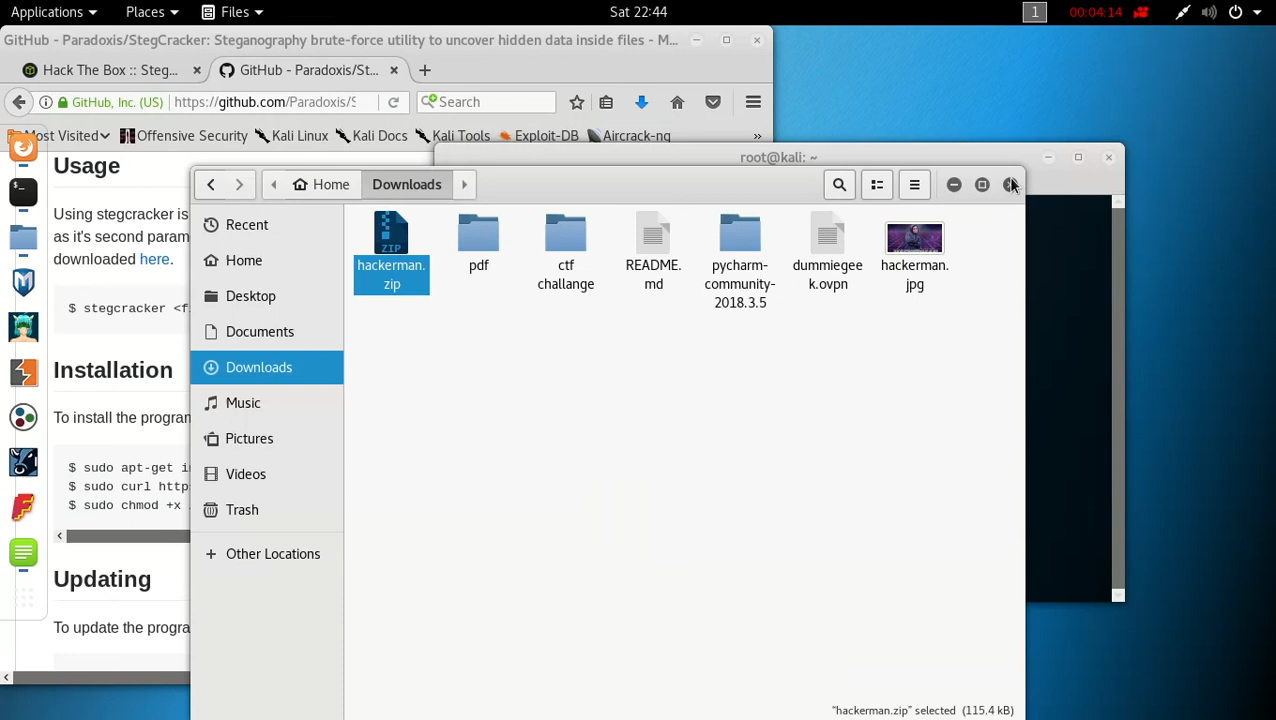 Applications Places Files Sat 22:44 1 00:04:14
GitHub - Paradoxis/StegCracker: Steganography brute-force utility to uncover hidden data inside files - M...
Hack The Box :: Steg... GitHub - Paradoxis/St...
GitHub, Inc. (US) https://github.com/Paradoxis/S Search
Most Visited Offensive Security Kali Linux Kali Docs Kali Tools Exploit-DB Aircrack-ng »
root@kali: ~
Usage
Using stegcracker is
as it's second param
downloaded here.
$ stegcracker <f
Installation
To install the program
$ sudo apt-get in
$ sudo curl http
$ sudo chmod +x
Updating
To update the progra
Home Downloads
Recent
Home
Desktop
Documents
Downloads
Music
Pictures
Videos
Trash
+ Other Locations
ZIP
hackerman.
zip
pdf
ctf
challange
README.
md
pycharm-
community-
2018.3.5
dummiegee
k.ovpn
hackerman.
jpg
"hackerman.zip" selected (115.4 kB)